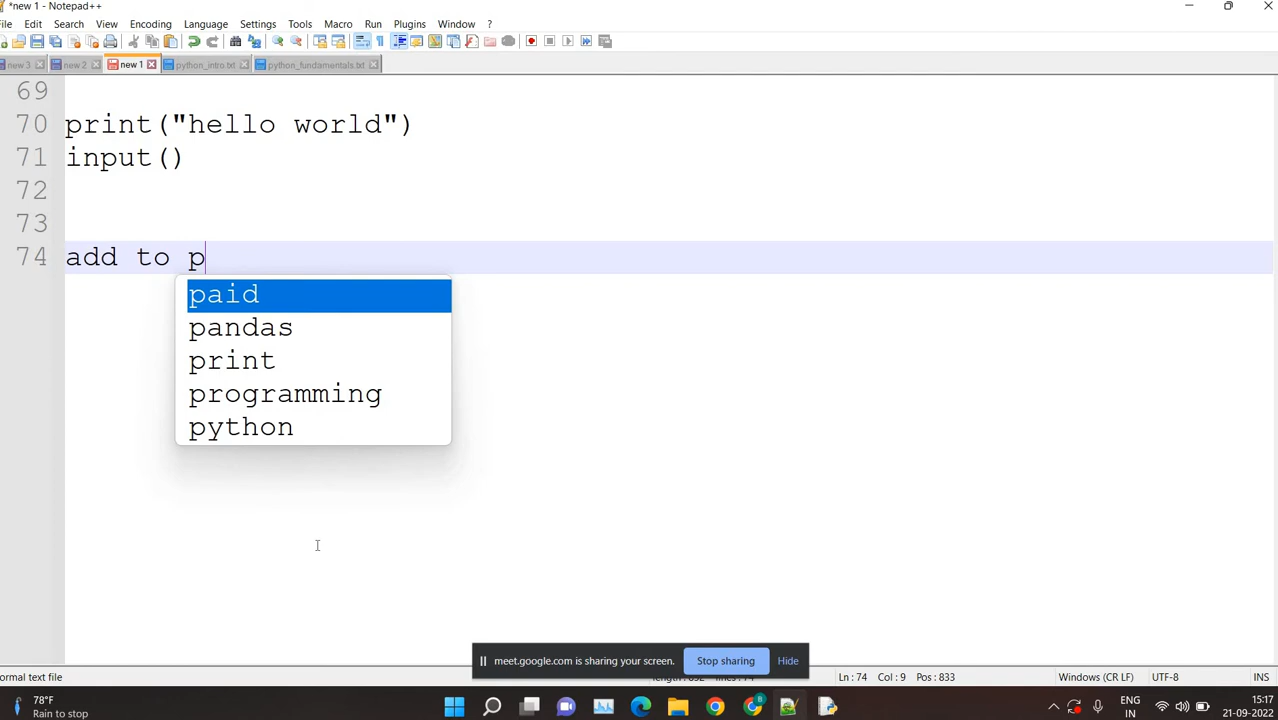 *new 1 - Notepad++
File Edit Search View Encoding Language Settings Tools Macro Run Plugins Window ?
new 3 new 2 new 1 python_intro.txt python_fundamentals.txt
69
70 print("hello world")
71 input()
72
73
74 add to p
paid
pandas
print
programming
python
meet.google.com is sharing your screen. Stop sharing Hide
ormal text file lines : 74 Ln : 74 Col : 9 Pos : 833 Windows (CR LF) UTF-8 INS
78°F
Rain to stop
ENG
IN
15:17
21-09-2022